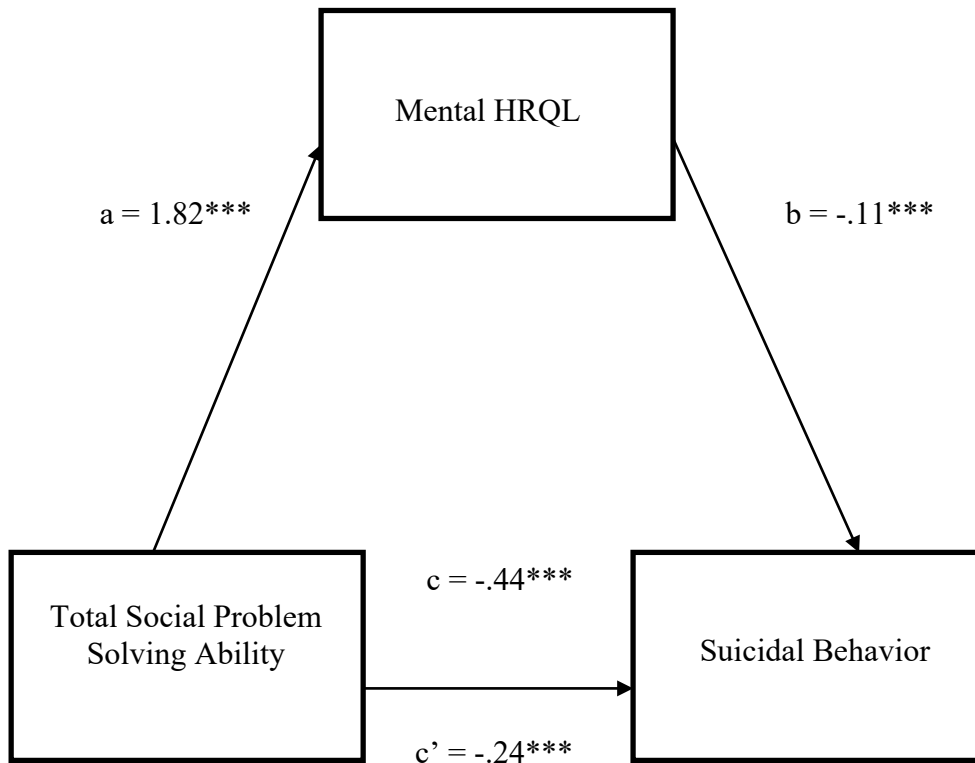 Mental HRQL
a = 1.82***
b = -.11***
c = -.44***
Total Social Problem
Solving Ability
Suicidal Behavior
c’ = -.24***